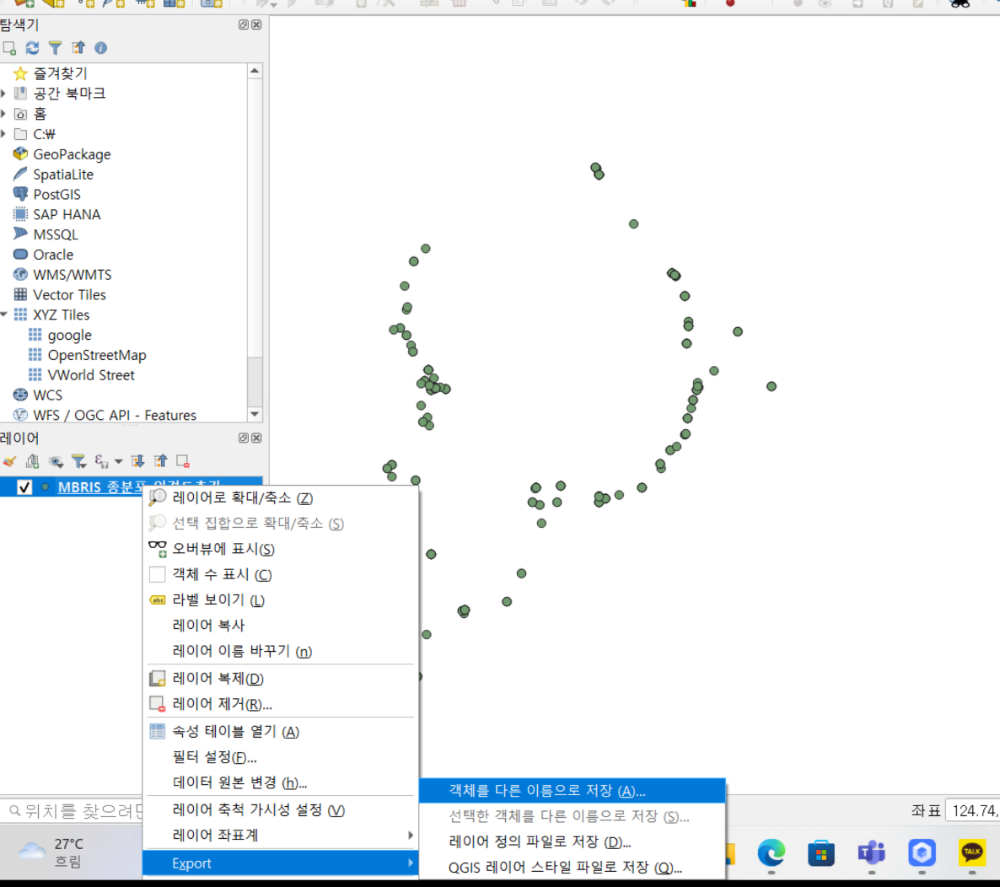 탐색기
즐겨찾기
공간 북마크
홈
C:₩
GeoPackage
SpatiaLite
PostGIS
SAP HANA
MSSQL
Oracle
WMS/WMTS
Vector Tiles
XYZ Tiles
google
OpenStreetMap
VWorld Street
WCS
WFS / OGC API - Features
레이어
MBRIS 종분포
레이어로 확대/축소 (Z)
선택 집합으로 확대/축소 (S)
오버뷰에 표시(S)
객체 수 표시 (C)
abc 라벨 보이기 (L)
레이어 복사
레이어 이름 바꾸기 (n)
레이어 복제(D)
레이어 제거(R)...
속성 테이블 열기 (A)
필터 설정(F)...
데이터 원본 변경 (h)...
레이어 축척 가시성 설정 (V)
레이어 좌표계
Export
객체를 다른 이름으로 저장 (A)...
선택한 객체를 다른 이름으로 저장 (S)...
레이어 정의 파일로 저장 (D)...
QGIS 레이어 스타일 파일로 저장 (Q)...
위치를 찾으려면
좌표 124.74,
27°C
흐림
TALK